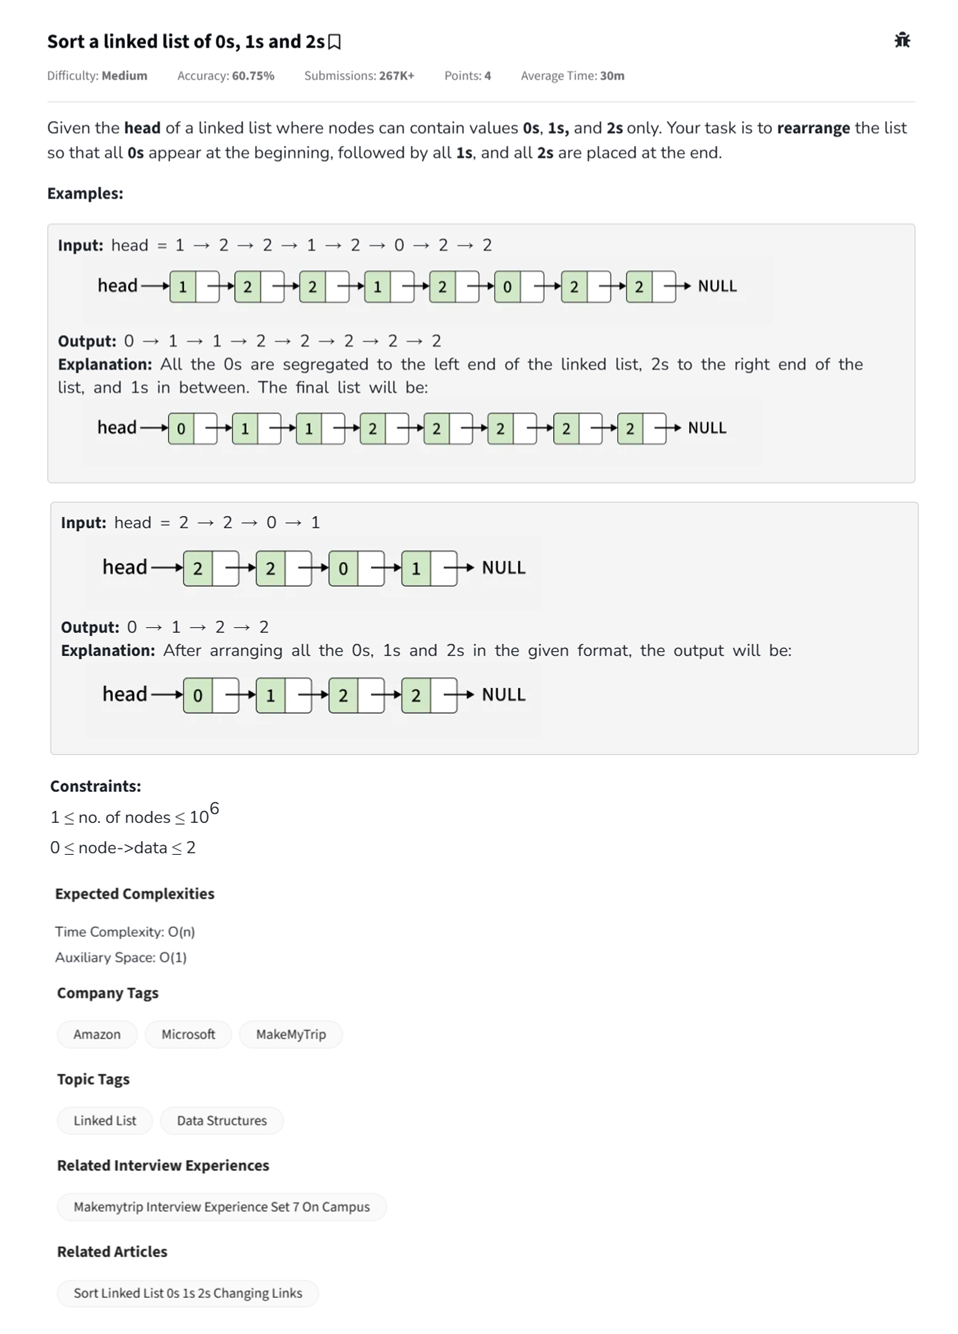 Sort a linked list of 0s, 1s and 2s
Difficulty: Medium Accuracy: 60.75% Submissions: 267K+ Points: 4 Average Time: 30m
Given the head of a linked list where nodes can contain values 0s, 1s, and 2s only. Your task is to rearrange the list
so that all 0s appear at the beginning, followed by all 1s, and all 2s are placed at the end.
Examples:
Input: head = 1 → 2 → 2 → 1 → 2 → 0 → 2 → 2
head → 1 → 2 → 2 → 1 → 2 → 0 → 2 → 2 → NULL
Output: 0 → 1 → 1 → 2 → 2 → 2 → 2 → 2
Explanation: All the 0s are segregated to the left end of the linked list, 2s to the right end of the
list, and 1s in between. The final list will be:
head → 0 → 1 → 1 → 2 → 2 → 2 → 2 → 2 → NULL
Input: head = 2 → 2 → 0 → 1
head → 2 → 2 → 0 → 1 → NULL
Output: 0 → 1 → 2 → 2
Explanation: After arranging all the 0s, 1s and 2s in the given format, the output will be:
head → 0 → 1 → 2 → 2 → NULL
Constraints:
1 ≤ no. of nodes ≤ 10⁶
0 ≤ node->data ≤ 2
Expected Complexities
Time Complexity: O(n)
Auxiliary Space: O(1)
Company Tags
Amazon Microsoft MakeMyTrip
Topic Tags
Linked List Data Structures
Related Interview Experiences
Makemytrip Interview Experience Set 7 On Campus
Related Articles
Sort Linked List 0s 1s 2s Changing Links